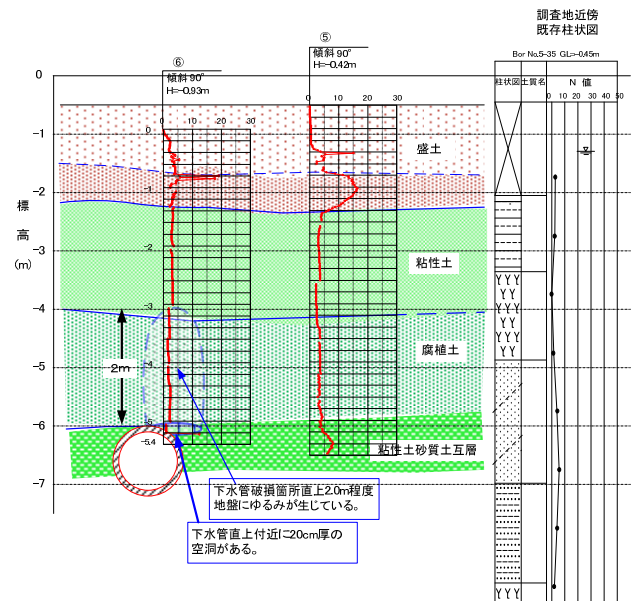 調査地近傍
既存柱状図
Bor No.5-35 GL=-0.45m
柱状図 土質名 N 値
0 10 20 30 40 50
⑤
傾斜 90°
H=-0.42m
0 10 20 30
⑥
傾斜 90°
H=-0.93m
0 10 20 30
標高(m)
0
-1
-2
-3
-4
-5
-6
-7
0
-1
-2
-3
-4
-5
-5.4
盛土
粘性土
腐植土
粘性土砂質土互層
2m
下水管破損箇所直上2.0m程度
地盤にゆるみが生じている。
下水管直上付近に20cm厚の
空洞がある。